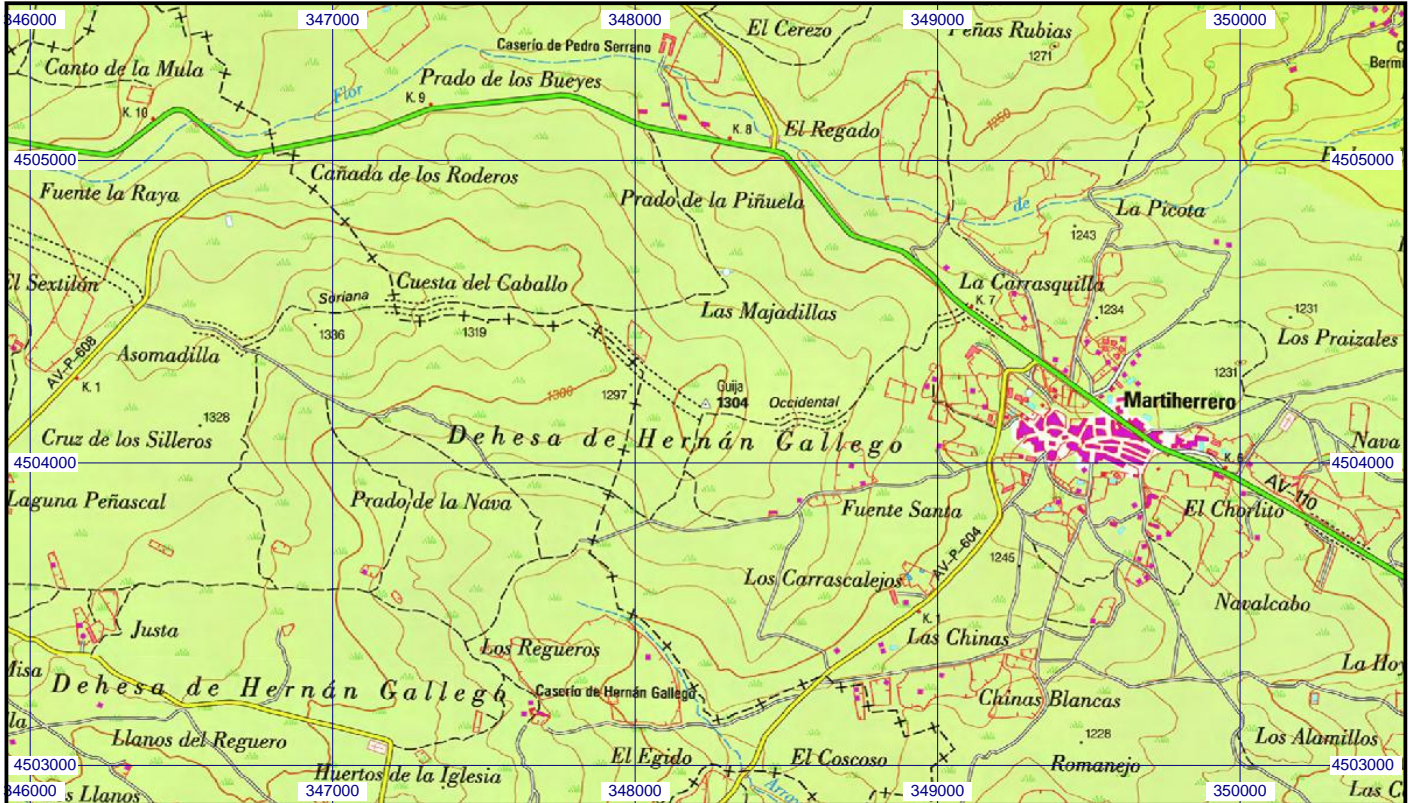 346000
347000
348000
349000
350000
El Cerezo
Peñas Rubias
Caserío de Pedro Serrano
1271
Canto de la Mula
Prado de los Bueyes
Flor
K. 9
K. 10
1250
K. 8
El Regado
4505000
4505000
Cañada de los Roderos
Fuente la Raya
Prado de la Piñuela
de
La Picota
1243
El Sextilón
Cuesta del Caballo
La Carrasquilla
Soriana
Las Majadillas
K. 7
1234
1231
1336
1319
Los Praizales
Asomadilla
AV-P-608
K. 1
1231
Guija
1304
1300
1297
Occidental
Martiherrero
1328
Cruz de los Silleros
Dehesa de Hernán Gallego
Nava
4504000
K. 6
4504000
AV-110
Laguna Peñascal
Prado de la Nava
Fuente Santa
El Chorlito
1245
AV-P-604
Los Carrascalejos
Navalcabo
K. 1
Justa
Los Regueros
Las Chinas
Misa
La Hoy
Dehesa de Hernán Gallego
Caserío de Hernán Gallego
Chinas Blancas
la
Llanos del Reguero
1228
Los Alamillos
El Egido
El Coscoso
Romanejo
4503000
4503000
Huertos de la Iglesia
s Llanos
Arro
Las C
346000
347000
348000
349000
350000